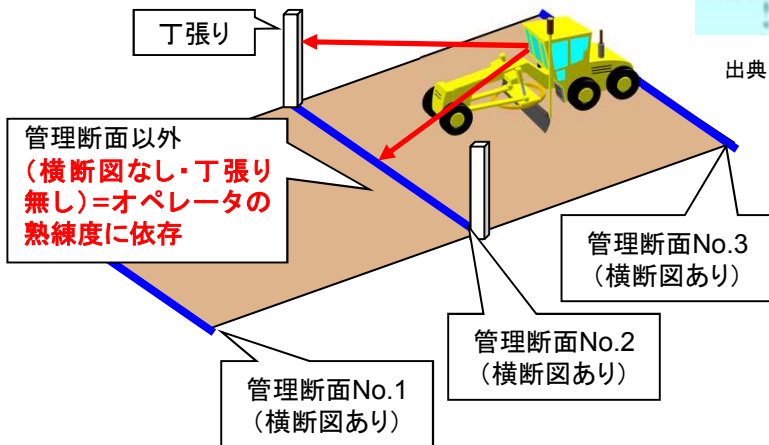 丁張り
出典
管理断面以外
（横断図なし・丁張り
無し）=オペレータの
熟練度に依存
管理断面No.3
（横断図あり）
管理断面No.2
（横断図あり）
管理断面No.1
（横断図あり）